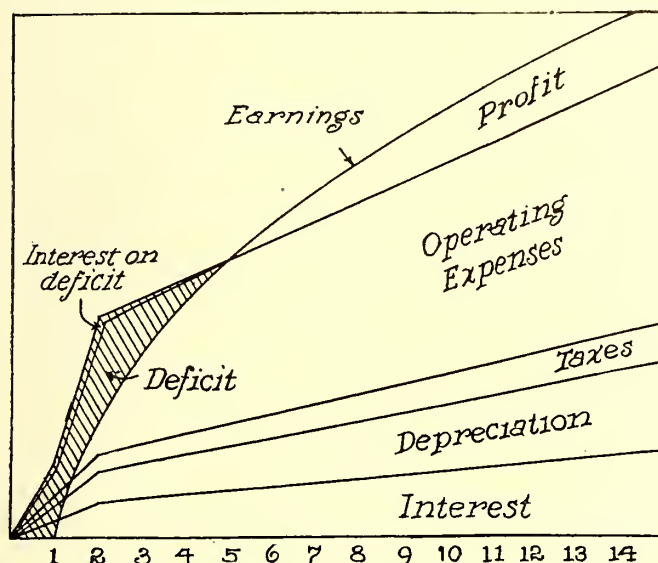 Profit
Earnings
Operating
Expenses
Interest on
deficit
Taxes
Deficit
Depreciation
Interest
1 2 3 4 5 6 7 8 9 10 11 12 13 14